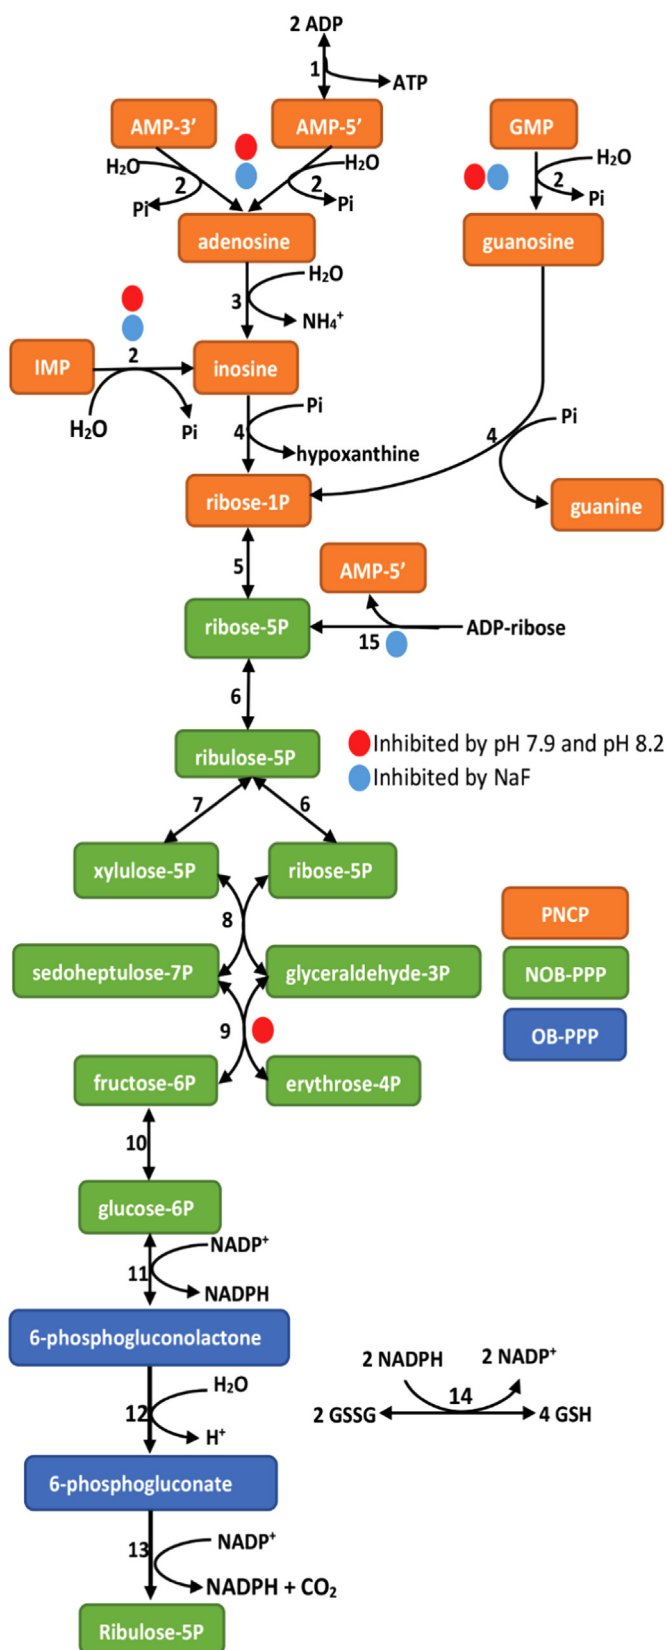 2 ADP
1
ATP
AMP-3’
AMP-5’
GMP
H₂O
2
Pi
H₂O
2
Pi
H₂O
2
Pi
adenosine
guanosine
3
H₂O
NH₄⁺
IMP
2
inosine
H₂O
Pi
4
Pi
hypoxanthine
4
Pi
ribose-1P
guanine
5
AMP-5’
ribose-5P
15
ADP-ribose
6
ribulose-5P
Inhibited by pH 7.9 and pH 8.2
Inhibited by NaF
7
6
xylulose-5P
ribose-5P
8
PNCP
sedoheptulose-7P
glyceraldehyde-3P
NOB-PPP
9
OB-PPP
fructose-6P
erythrose-4P
10
glucose-6P
11
NADP⁺
NADPH
6-phosphogluconolactone
12
H₂O
H⁺
2 NADPH
2 NADP⁺
14
2 GSSG
4 GSH
6-phosphogluconate
13
NADP⁺
NADPH + CO₂
Ribulose-5P